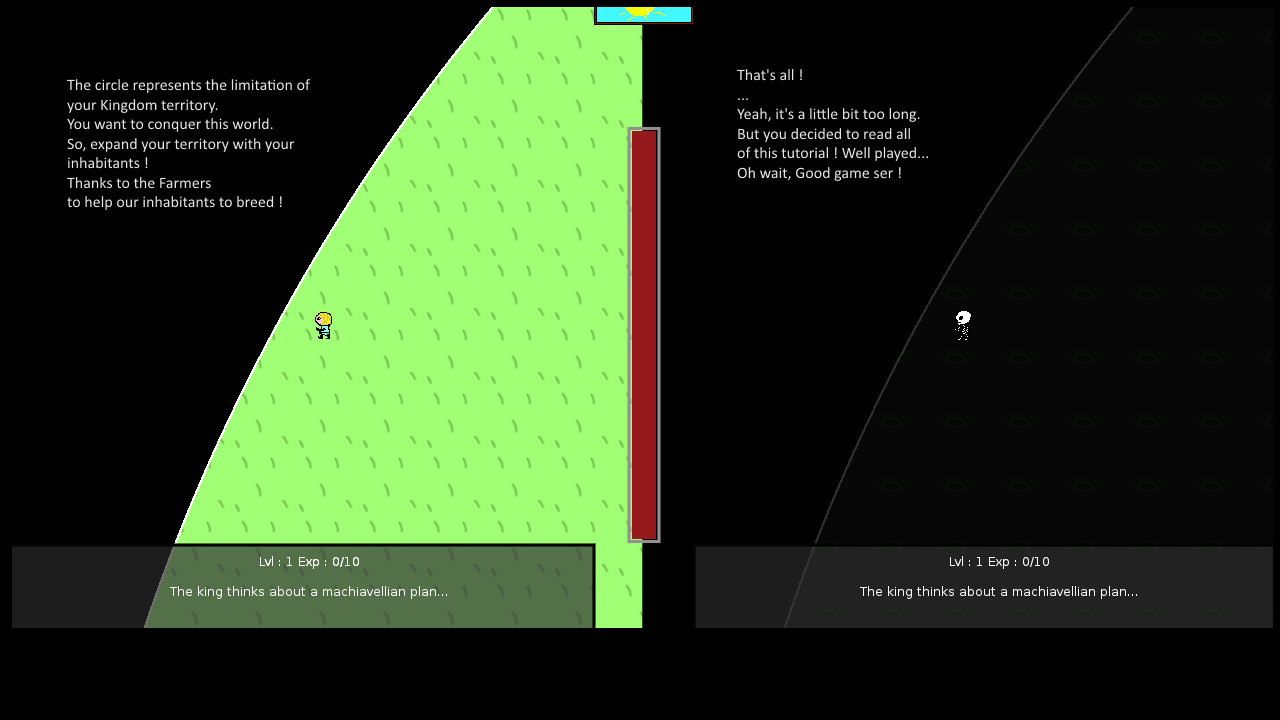 The circle represents the limitation of
your Kingdom territory.
You want to conquer this world.
So, expand your territory with your
inhabitants !
Thanks to the Farmers
to help our inhabitants to breed !
Lvl : 1 Exp : 0/10
The king thinks about a machiavellian plan...
That's all !
...
Yeah, it's a little bit too long.
But you decided to read all
of this tutorial ! Well played...
Oh wait, Good game ser !
Lvl : 1 Exp : 0/10
The king thinks about a machiavellian plan...